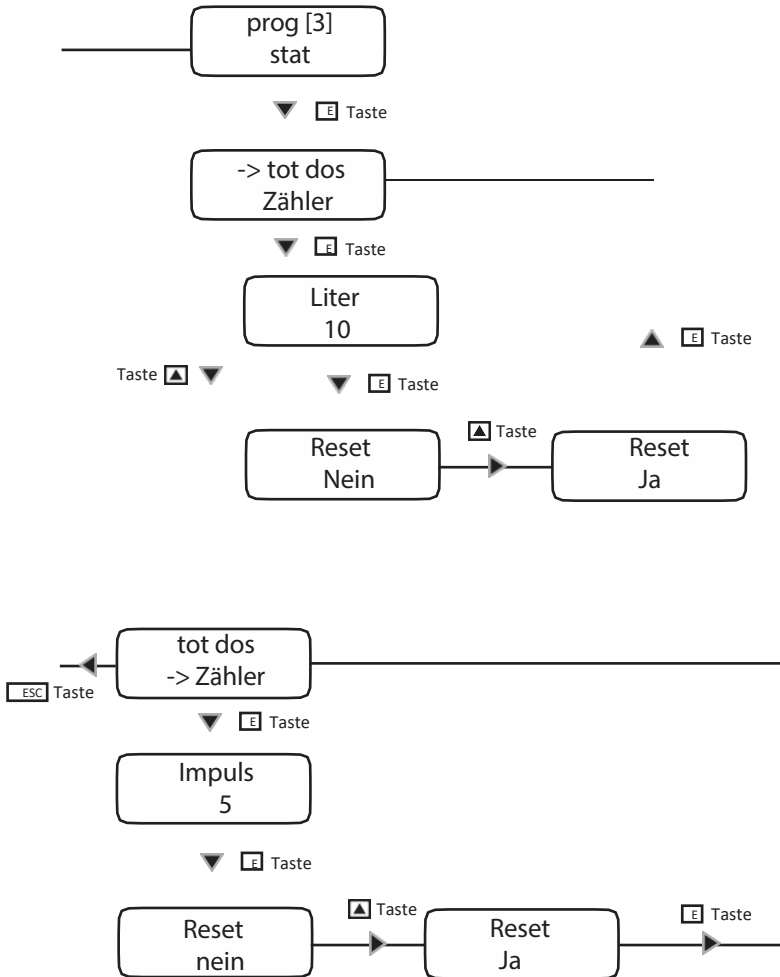 prog [3]
stat
E Taste
-> tot dos
Zähler
E Taste
Liter
10
E Taste
Taste
E Taste
Taste
Reset
Nein
Reset
Ja
tot dos
-> Zähler
ESC Taste
E Taste
Impuls
5
E Taste
Taste
E Taste
Reset
nein
Reset
Ja